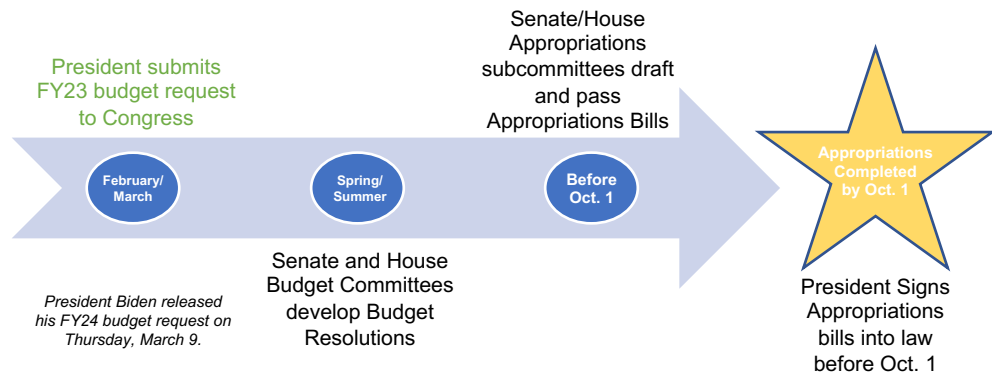 President submits
FY23 budget request
to Congress
February/
March
President Biden released
his FY24 budget request on
Thursday, March 9.
Spring/
Summer
Senate and House
Budget Committees
develop Budget
Resolutions
Senate/House
Appropriations
subcommittees draft
and pass
Appropriations Bills
Before
Oct. 1
Appropriations
Completed
by Oct. 1
President Signs
Appropriations
bills into law
before Oct. 1